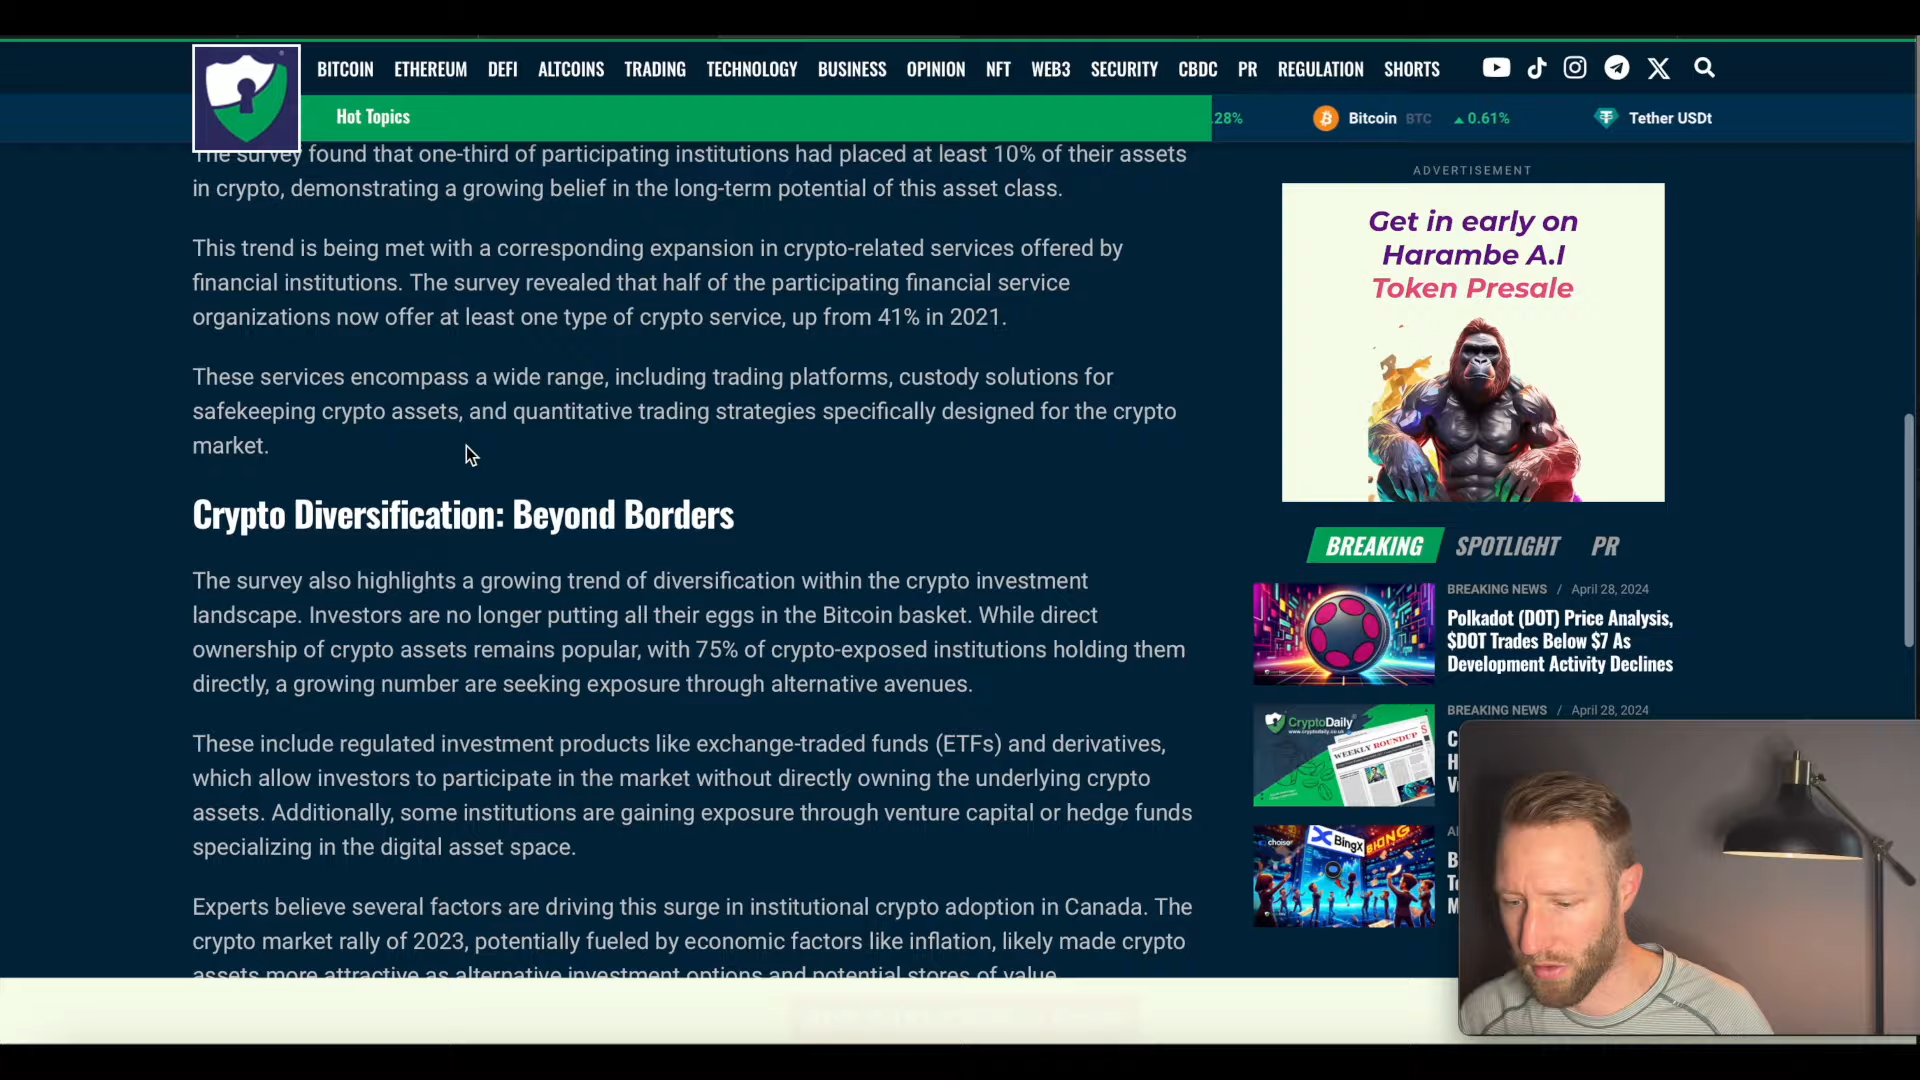 BITCOIN ETHEREUM DEFI ALTCOINS TRADING TECHNOLOGY BUSINESS OPINION NFT WEB3 SECURITY CBDC PR REGULATION SHORTS
Hot Topics
.28% Bitcoin BTC ▲0.61% Tether USDt
The survey found that one-third of participating institutions had placed at least 10% of their assets
in crypto, demonstrating a growing belief in the long-term potential of this asset class.
This trend is being met with a corresponding expansion in crypto-related services offered by
financial institutions. The survey revealed that half of the participating financial service
organizations now offer at least one type of crypto service, up from 41% in 2021.
These services encompass a wide range, including trading platforms, custody solutions for
safekeeping crypto assets, and quantitative trading strategies specifically designed for the crypto
market.
Crypto Diversification: Beyond Borders
The survey also highlights a growing trend of diversification within the crypto investment
landscape. Investors are no longer putting all their eggs in the Bitcoin basket. While direct
ownership of crypto assets remains popular, with 75% of crypto-exposed institutions holding them
directly, a growing number are seeking exposure through alternative avenues.
These include regulated investment products like exchange-traded funds (ETFs) and derivatives,
which allow investors to participate in the market without directly owning the underlying crypto
assets. Additionally, some institutions are gaining exposure through venture capital or hedge funds
specializing in the digital asset space.
Experts believe several factors are driving this surge in institutional crypto adoption in Canada. The
crypto market rally of 2023, potentially fueled by economic factors like inflation, likely made crypto
assets more attractive as alternative investment options and potential stores of value.
ADVERTISEMENT
Get in early on
Harambe A.I
Token Presale
BREAKING SPOTLIGHT PR
BREAKING NEWS / April 28, 2024
Polkadot (DOT) Price Analysis,
$DOT Trades Below $7 As
Development Activity Declines
BREAKING NEWS / April 28, 2024
CryptoDaily
www.cryptodaily.co.uk
WEEKLY ROUNDUP
BingX